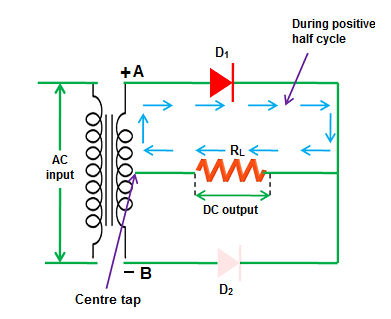 During positive
half cycle
D1
+A
AC
input
RL
DC output
– B
D2
Centre tap